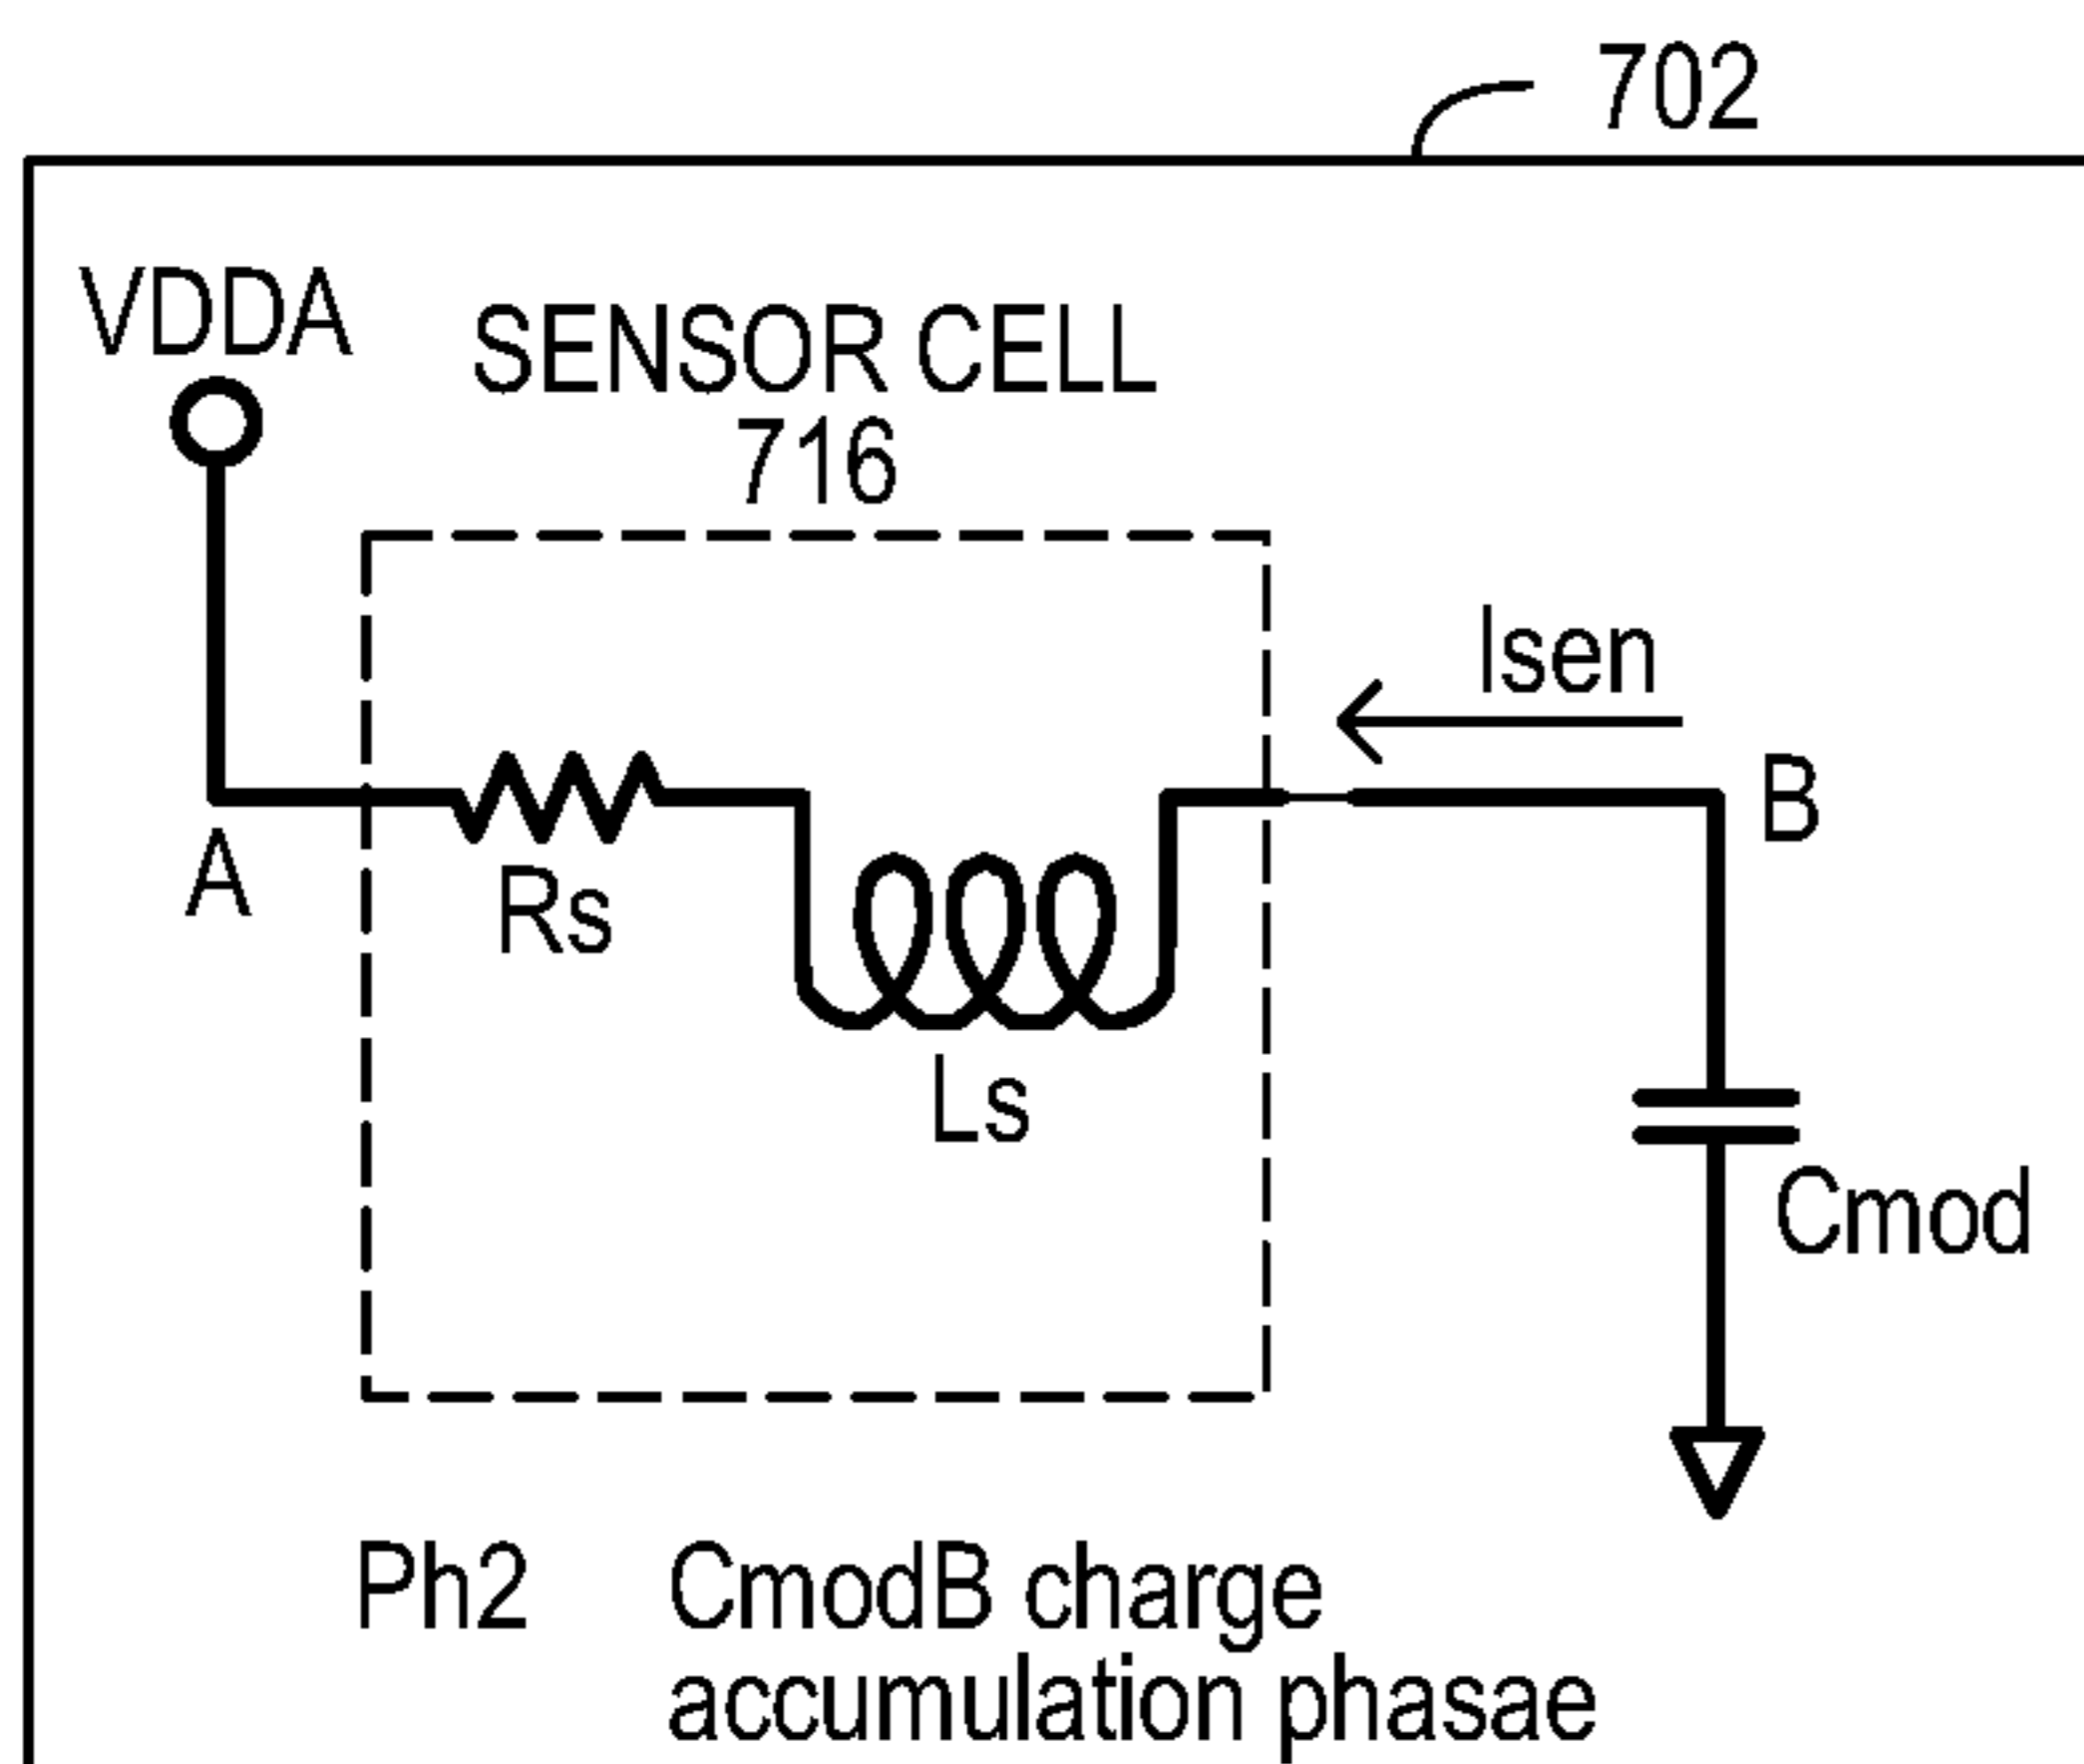 702
VDDA
SENSOR CELL
716
Isen
B
A
Rs
Ls
Cmod
Ph2 CmodB charge
accumulation phasae